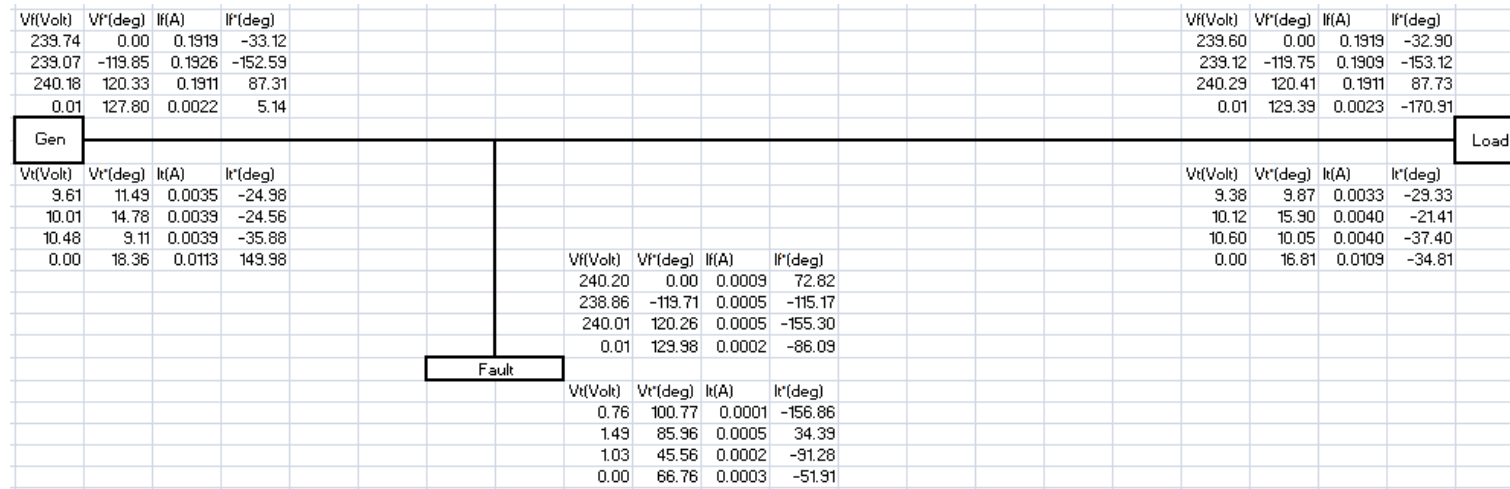 Vf(Volt) Vf°(deg) If(A) If°(deg) Vf(Volt) Vf°(deg) If(A) If°(deg)
239.74 0.00 0.1919 -33.12 239.60 0.00 0.1919 -32.90
239.07 -119.85 0.1926 -152.59 239.12 -119.75 0.1909 -153.12
240.18 120.33 0.1911 87.31 240.29 120.41 0.1911 87.73
0.01 127.80 0.0022 5.14 0.01 129.39 0.0023 -170.91
Gen Load
Vt(Volt) Vt°(deg) It(A) It°(deg) Vt(Volt) Vt°(deg) It(A) It°(deg)
9.61 11.49 0.0035 -24.98 9.38 9.87 0.0033 -29.33
10.01 14.78 0.0039 -24.56 10.12 15.90 0.0040 -21.41
10.48 9.11 0.0039 -35.88 10.60 10.05 0.0040 -37.40
0.00 18.36 0.0113 149.98 Vf(Volt) Vf°(deg) If(A) If°(deg) 0.00 16.81 0.0109 -34.81
240.20 0.00 0.0009 72.82
238.86 -119.71 0.0005 -115.17
240.01 120.26 0.0005 -155.30
0.01 129.98 0.0002 -86.09
Fault
Vt(Volt) Vt°(deg) It(A) It°(deg)
0.76 100.77 0.0001 -156.86
1.49 85.96 0.0005 34.39
1.03 45.56 0.0002 -91.28
0.00 66.76 0.0003 -51.91